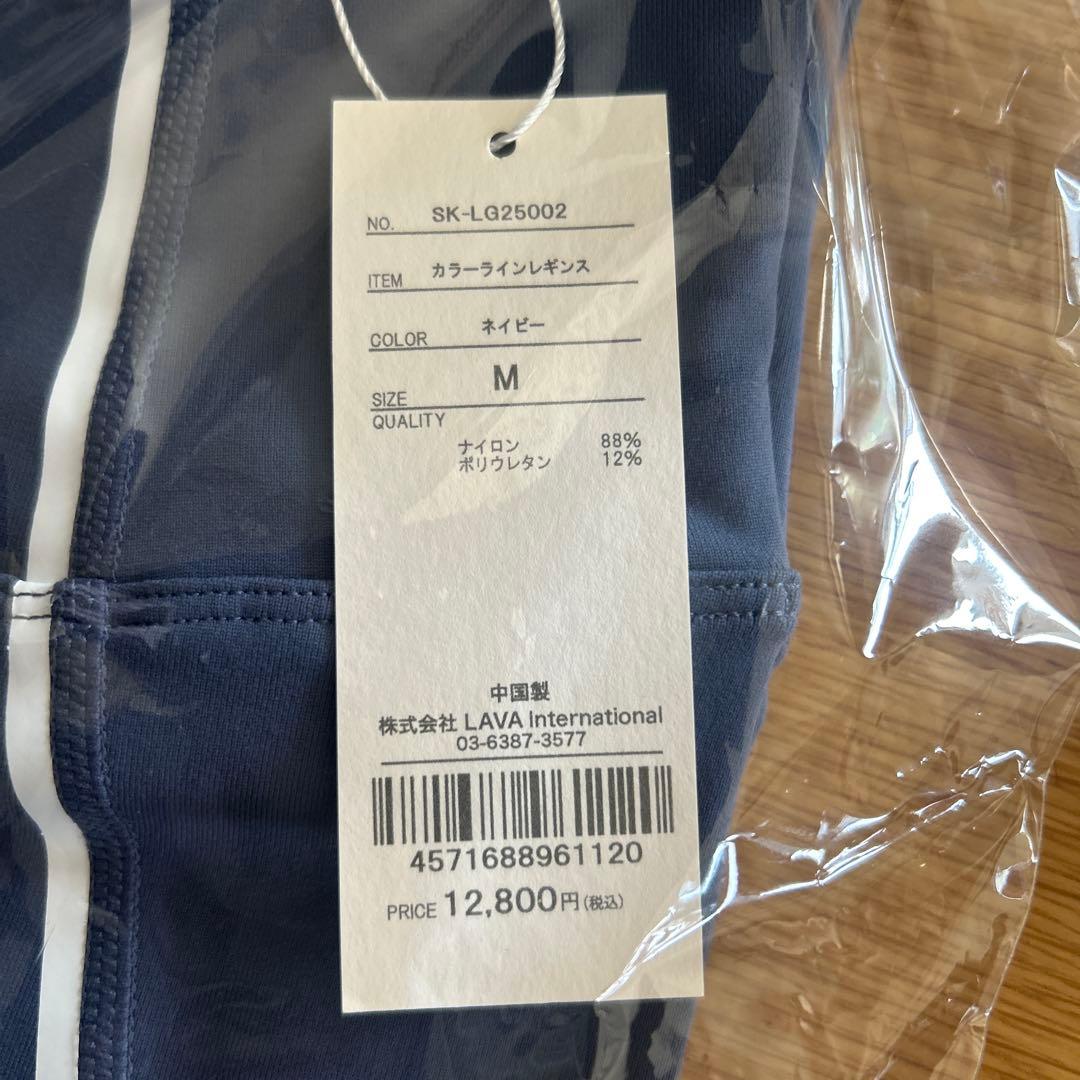 NO. SK-LG25002
ITEM カラーラインレギンス
COLOR ネイビー
SIZE M
QUALITY
ナイロン 88%
ポリウレタン 12%
中国製
株式会社 LAVA International
03-6387-3577
4571688961120
PRICE 12,800円(税込)